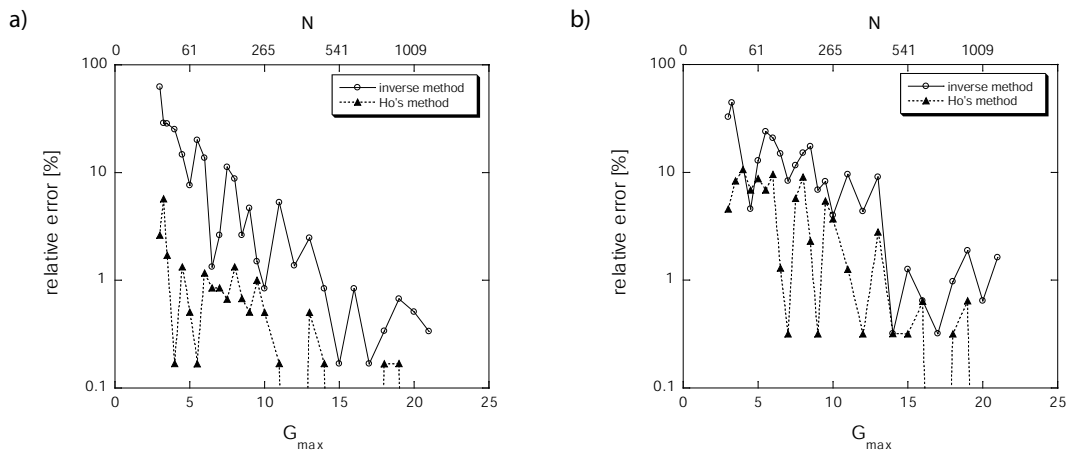 a)
N
0 61 265 541 1009
100
10
1
0.1
relative error [%]
inverse method
Ho's method
0 5 10 15 20 25
G_max
b)
N
0 61 265 541 1009
100
10
1
0.1
relative error [%]
inverse method
Ho's method
0 5 10 15 20 25
G_max